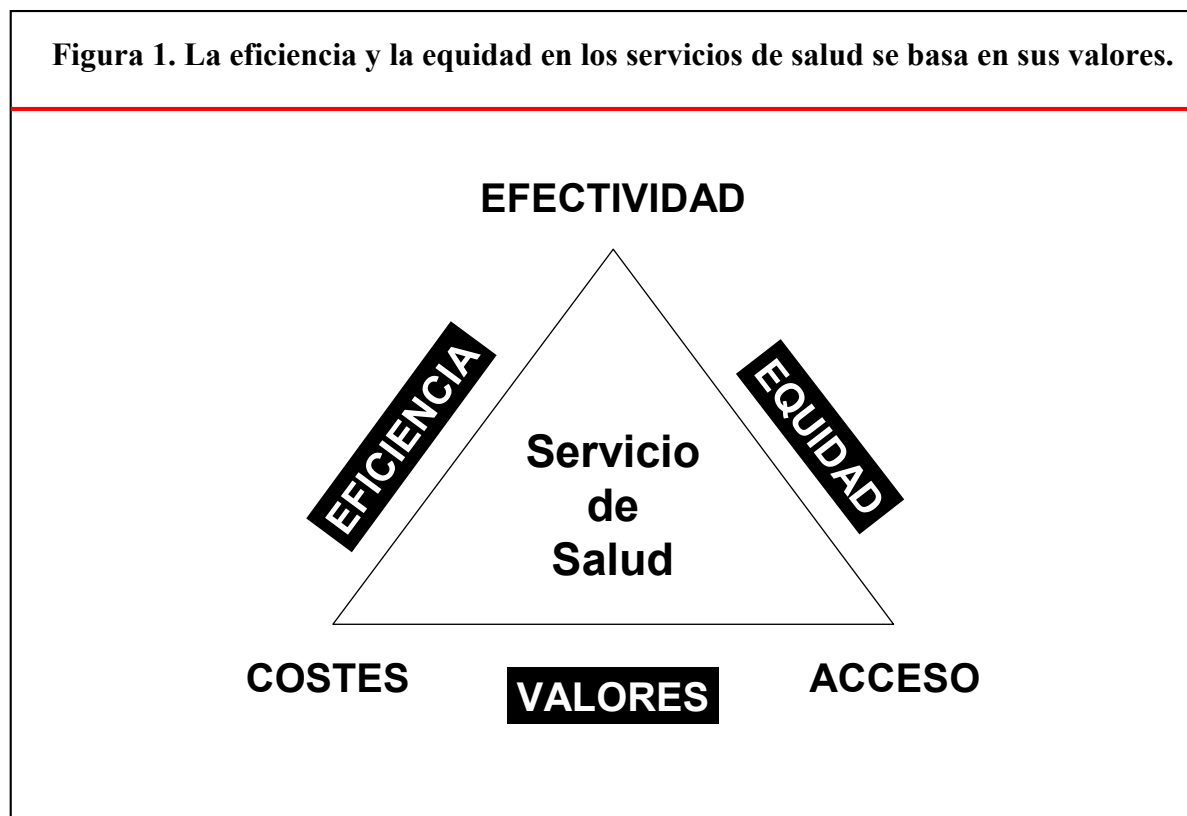 Figura 1. La eficiencia y la equidad en los servicios de salud se basa en sus valores.
EFECTIVIDAD
EFICIENCIA
EQUIDAD
Servicio
de
Salud
COSTES
VALORES
ACCESO